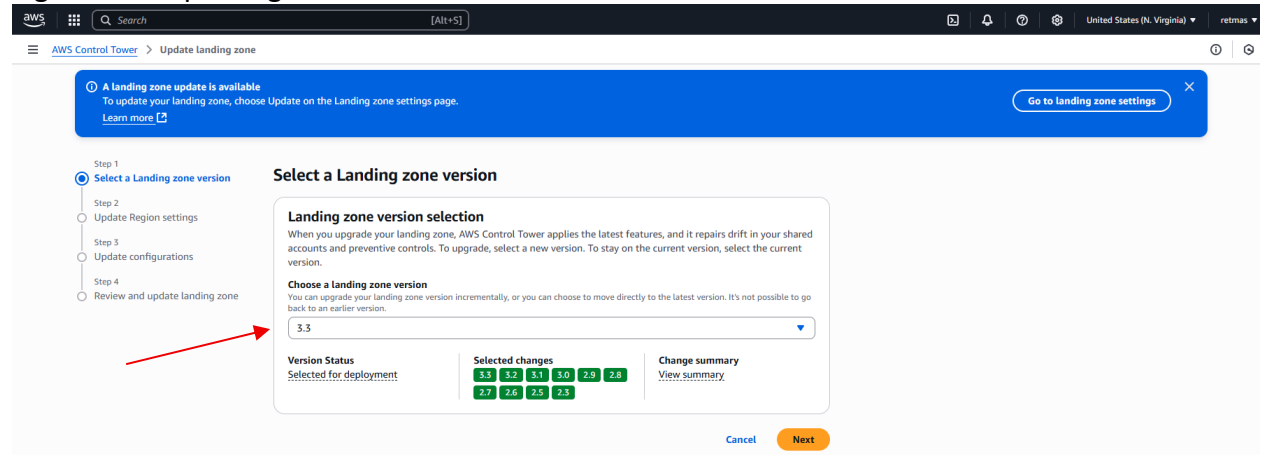 aws
Search
[Alt+S]
United States (N. Virginia)
retmas
AWS Control Tower > Update landing zone
A landing zone update is available
To update your landing zone, choose Update on the Landing zone settings page.
Learn more
Go to landing zone settings
Step 1
Select a Landing zone version
Step 2
Update Region settings
Step 3
Update configurations
Step 4
Review and update landing zone
Select a Landing zone version
Landing zone version selection
When you upgrade your landing zone, AWS Control Tower applies the latest features, and it repairs drift in your shared
accounts and preventive controls. To upgrade, select a new version. To stay on the current version, select the current
version.
Choose a landing zone version
You can upgrade your landing zone version incrementally, or you can choose to move directly to the latest version. It's not possible to go
back to an earlier version.
3.3
Version Status
Selected for deployment
Selected changes
3.3 3.2 3.1 3.0 2.9 2.8
2.7 2.6 2.5 2.3
Change summary
View summary
Cancel
Next